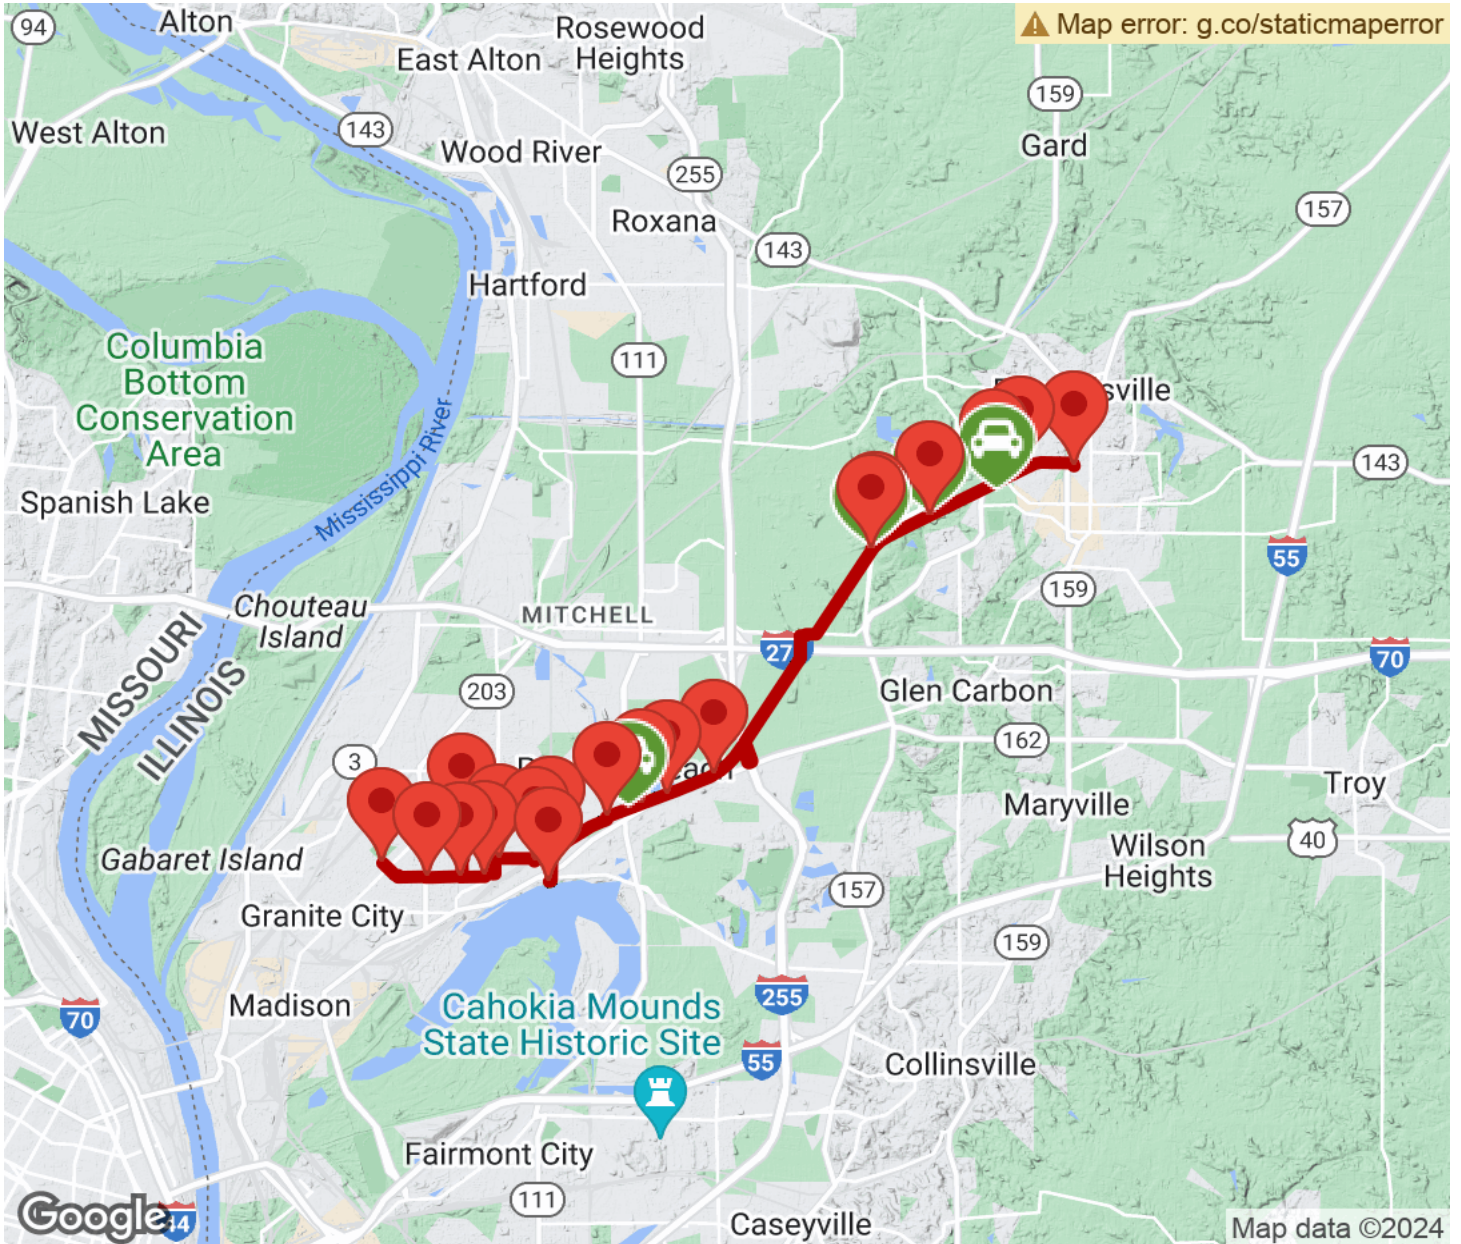 94
Alton
Rosewood
Heights
Map error: g.co/staticmaperror
East Alton
159
West Alton
143
Gard
Wood River
255
157
Roxana
143
Hartford
Columbia
Bottom
Conservation
Area
111
sville
Mississippi River
143
Spanish Lake
55
159
Chouteau
Island
MITCHELL
MISSOURI
ILLINOIS
27
70
203
Glen Carbon
162
3
Troy
Maryville
Gabaret Island
Wilson
Heights
40
157
Granite City
159
Madison
Cahokia Mounds
State Historic Site
255
70
55
Collinsville
Fairmont City
111
Google
44
Caseyville
Map data ©2024